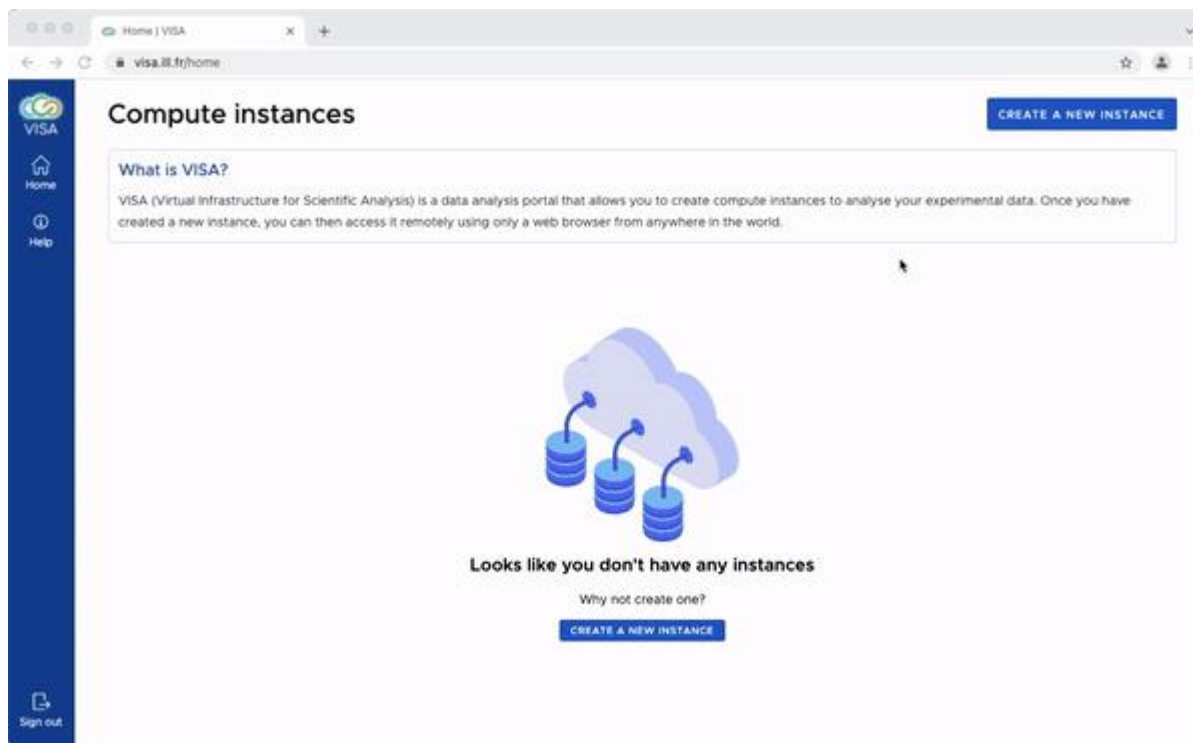 Home | VISA
visa.ill.fr/home
VISA
Home
Help
Sign out
Compute instances
CREATE A NEW INSTANCE
What is VISA?
VISA (Virtual Infrastructure for Scientific Analysis) is a data analysis portal that allows you to create compute instances to analyse your experimental data. Once you have
created a new instance, you can then access it remotely using only a web browser from anywhere in the world.
Looks like you don't have any instances
Why not create one?
CREATE A NEW INSTANCE